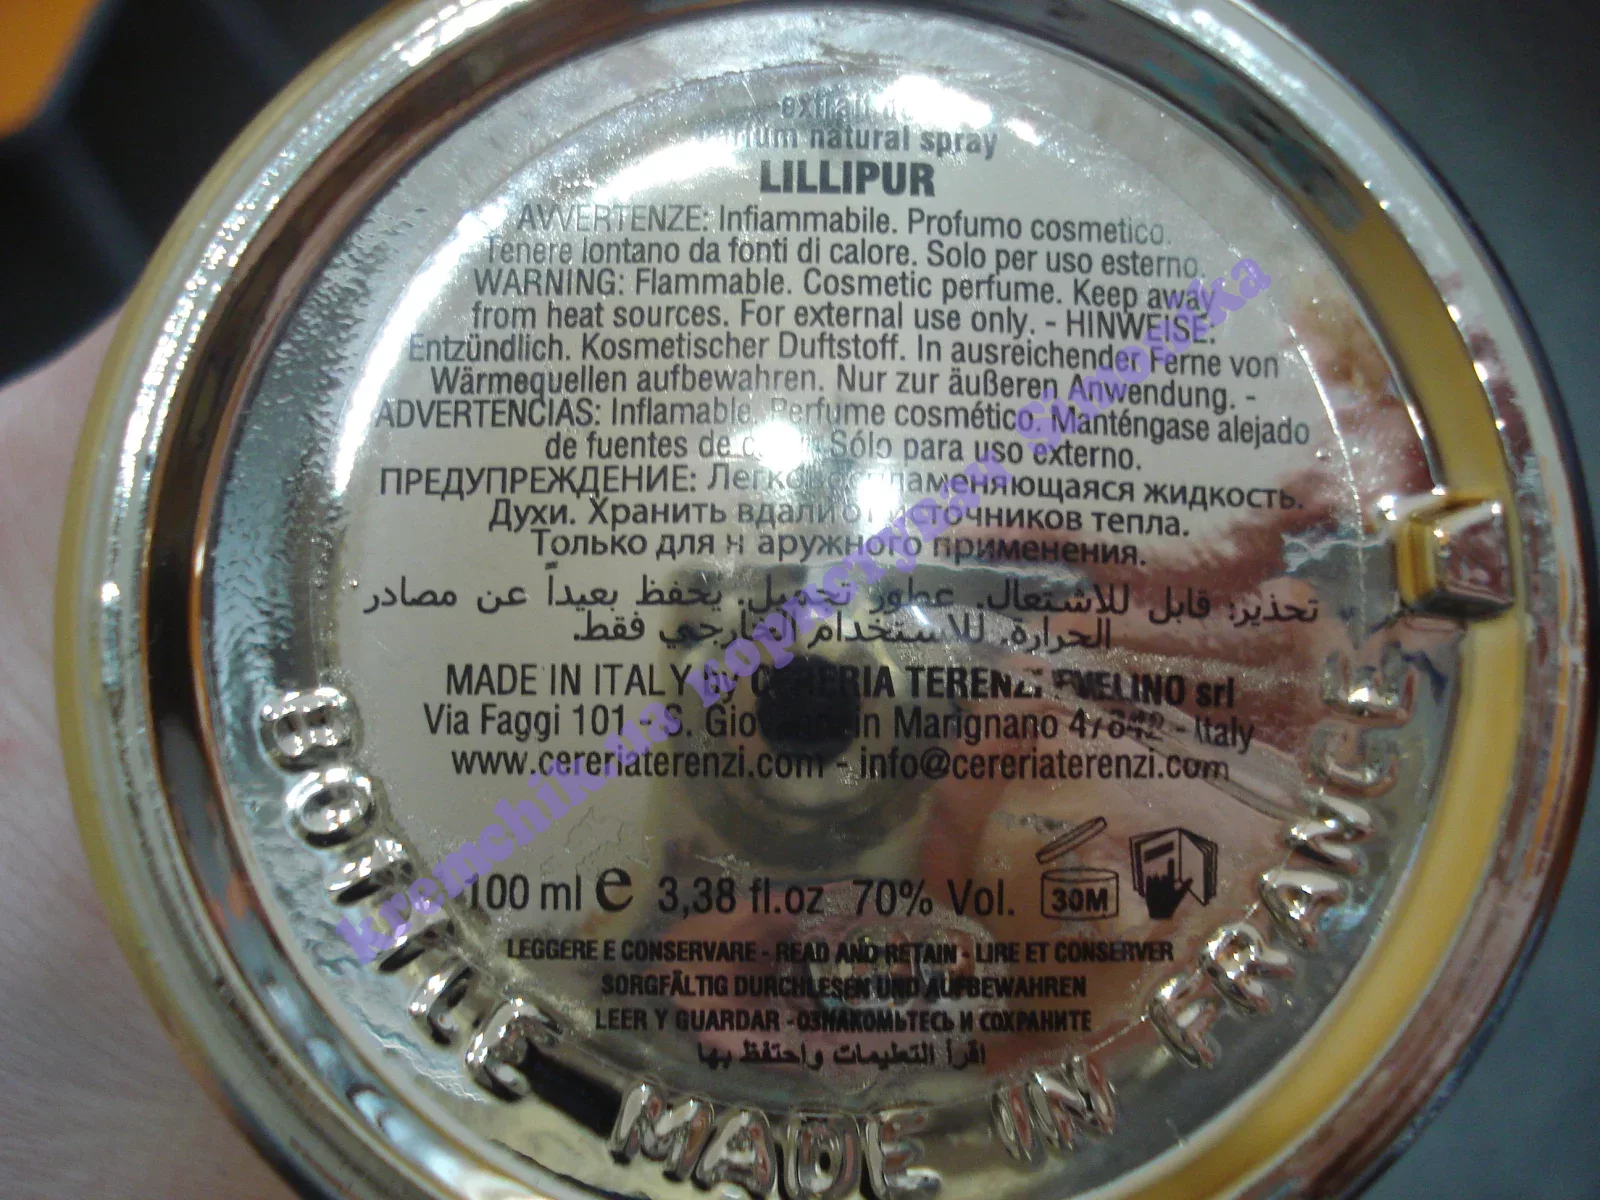 extrait de
parfum natural spray
LILLIPUR
AVVERTENZE: Infiammabile. Profumo cosmetico.
Tenere lontano da fonti di calore. Solo per uso esterno.
WARNING: Flammable. Cosmetic perfume. Keep away
from heat sources. For external use only. - HINWEISE:
Entzündlich. Kosmetischer Duftstoff. In ausreichender Ferne von
Wärmequellen aufbewahren. Nur zur äußeren Anwendung. -
ADVERTENCIAS: Inflamable. Perfume cosmético. Manténgase alejado
de fuentes de calor. Sólo para uso externo.
ПРЕДУПРЕЖДЕНИЕ: Легковоспламеняющаяся жидкость.
Духи. Хранить вдали от источников тепла.
Только для н аружного применения.
تحذير: قابل للاشتعال. عطور تجميل. يحفظ بعيداً عن مصادر
الحرارة. للاستخدام الخارجي فقط.
MADE IN ITALY by CERERIA TERENZI EVELINO srl
Via Faggi 101 - S. Giovanni in Marignano 47842 - Italy
www.cereriaterenzi.com - info@cereriaterenzi.com
100 ml e 3,38 fl.oz 70% Vol. 30M
LEGGERE E CONSERVARE - READ AND RETAIN - LIRE ET CONSERVER
SORGFÄLTIG DURCHLESEN UND AUFBEWAHREN
LEER Y GUARDAR - ОЗНАКОМЬТЕСЬ И СОХРАНИТЕ
اقرأ التعليمات واحتفظ بها
BOTTLE MADE IN FRANCE
kremchik.ua